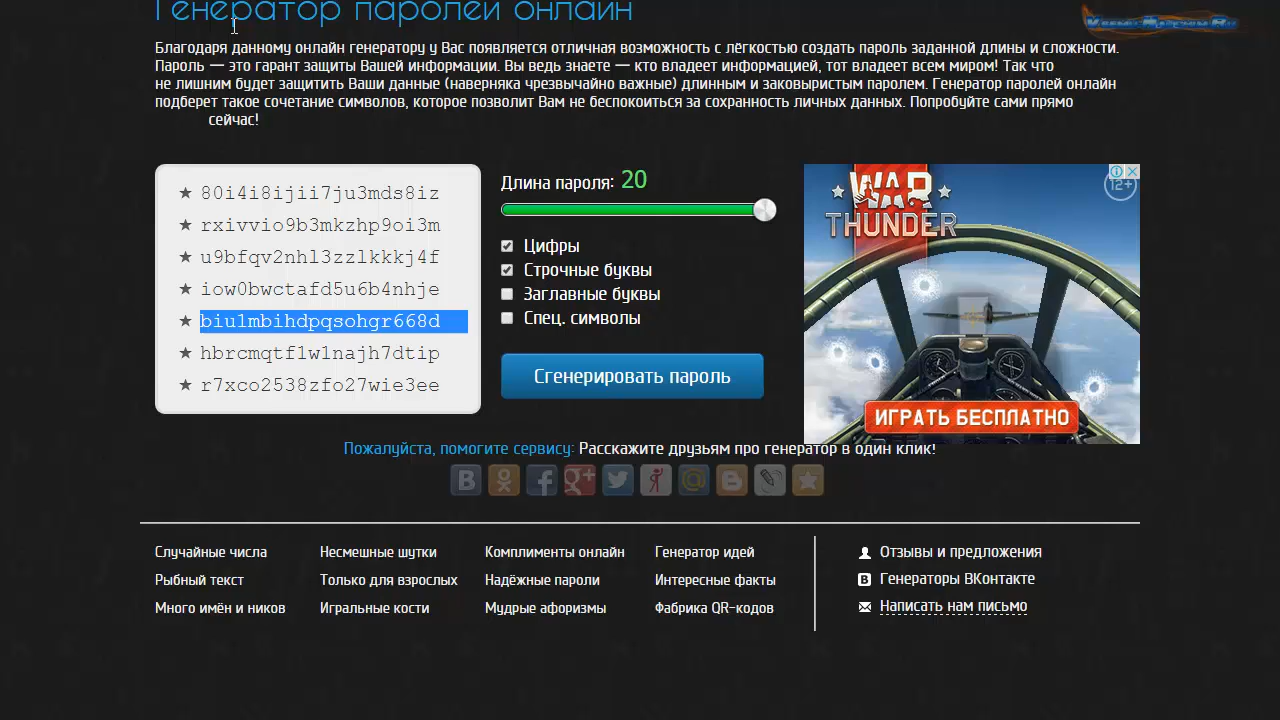 Генератор паролей онлайн
Благодаря данному онлайн генератору у Вас появляется отличная возможность с лёгкостью создать пароль заданной длины и сложности.
Пароль — это гарант защиты Вашей информации. Вы ведь знаете — кто владеет информацией, тот владеет всем миром! Так что
не лишним будет защитить Ваши данные (наверняка чрезвычайно важные) длинным и заковыристым паролем. Генератор паролей онлайн
подберет такое сочетание символов, которое позволит Вам не беспокоиться за сохранность личных данных. Попробуйте сами прямо
сейчас!
★ 80i4i8ijii7ju3mds8iz
★ rxivvio9b3mkzhp9oi3m
★ u9bfqv2nhl3zzlkkkj4f
★ iow0bwctafd5u6b4nhje
★ biu1mbihdpqsohgr668d
★ hbrcmqtf1w1najh7dtip
★ r7xco2538zfo27wie3ee
Длина пароля: 20
Цифры
Строчные буквы
Заглавные буквы
Спец. символы
Сгенерировать пароль
WAR
THUNDER
12+
ИГРАТЬ БЕСПЛАТНО
Пожалуйста, помогите сервису: Расскажите друзьям про генератор в один клик!
Случайные числа
Рыбный текст
Много имён и ников
Несмешные шутки
Только для взрослых
Игральные кости
Комплименты онлайн
Надёжные пароли
Мудрые афоризмы
Генератор идей
Интересные факты
Фабрика QR-кодов
Отзывы и предложения
Генераторы ВКонтакте
Написать нам письмо